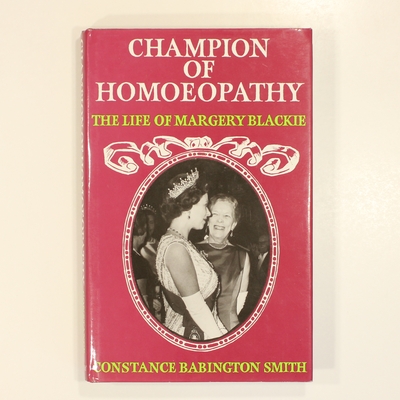 CHAMPION
OF
HOMOEOPATHY
THE LIFE OF MARGERY BLACKIE
CONSTANCE BABINGTON SMITH